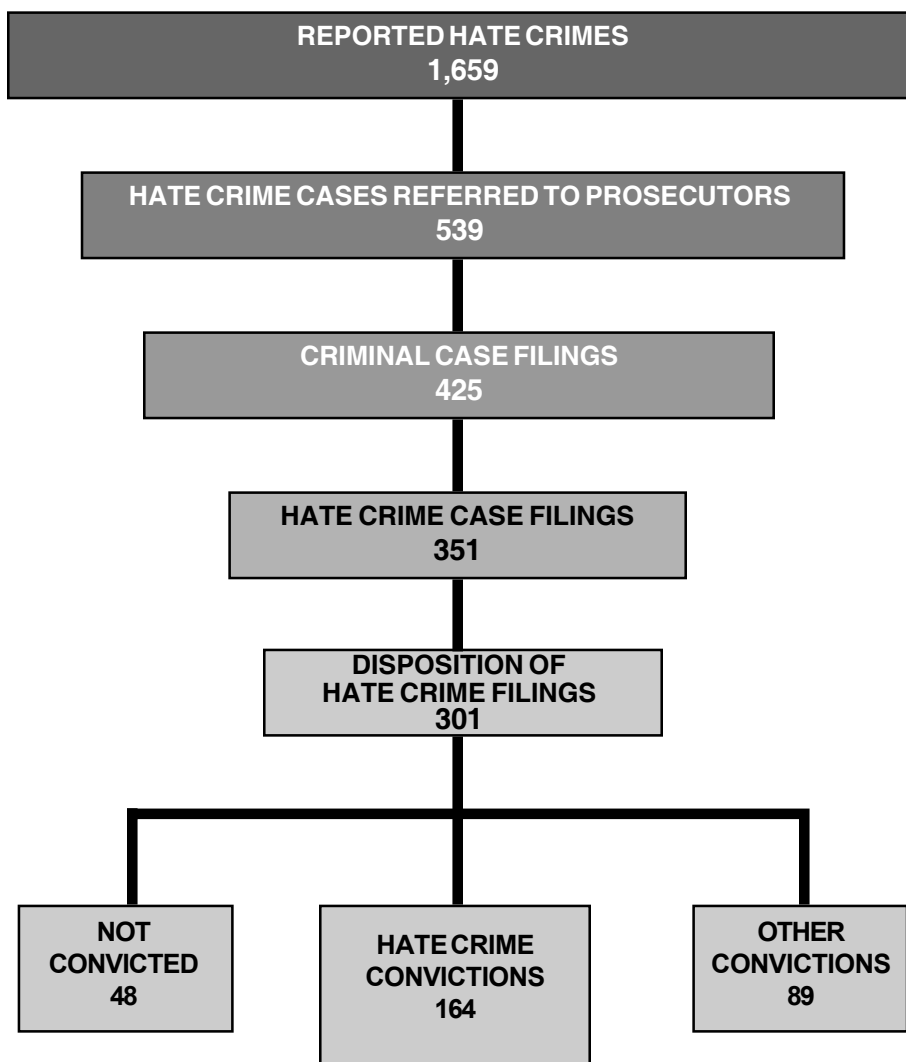 REPORTED HATE CRIMES
1,659
HATE CRIME CASES REFERRED TO PROSECUTORS
539
CRIMINAL CASE FILINGS
425
HATE CRIME CASE FILINGS
351
DISPOSITION OF
HATE CRIME FILINGS
301
NOT
CONVICTED
48
HATE CRIME
CONVICTIONS
164
OTHER
CONVICTIONS
89